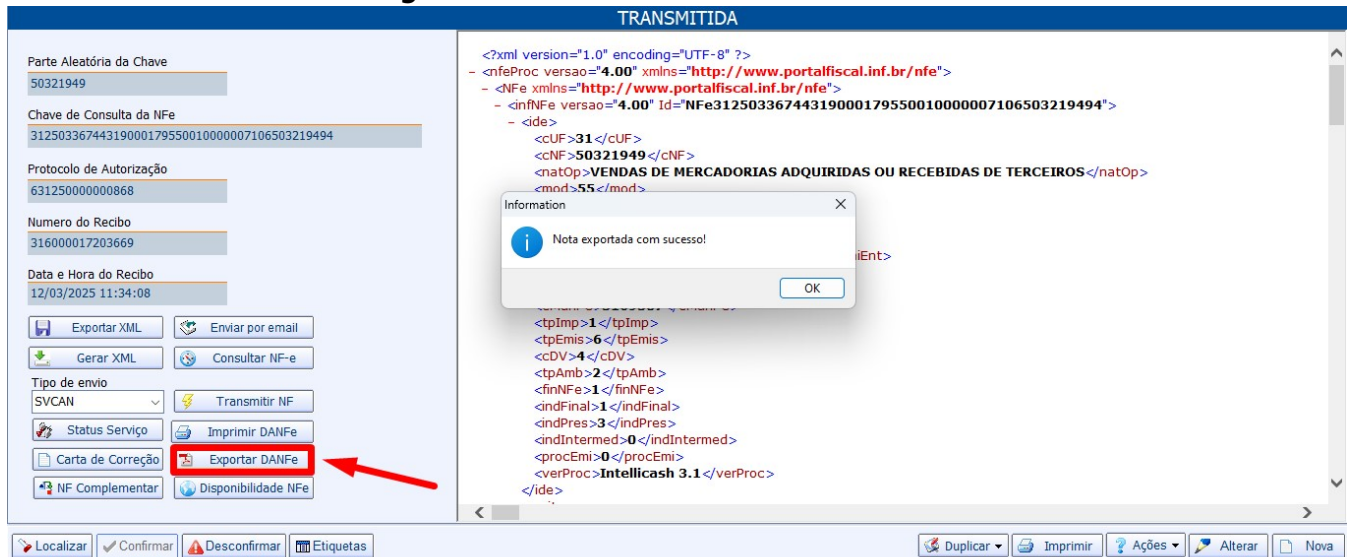 TRANSMITIDA
Parte Aleatória da Chave
50321949
Chave de Consulta da NFe
31250336744319000179550010000007106503219494
Protocolo de Autorização
631250000000868
Numero do Recibo
316000017203669
Data e Hora do Recibo
12/03/2025 11:34:08
Exportar XML
Enviar por email
Gerar XML
Consultar NF-e
Tipo de envio
SVCAN
Transmitir NF
Status Serviço
Imprimir DANFe
Carta de Correção
Exportar DANFe
NF Complementar
Disponibilidade NFe
<?xml version="1.0" encoding="UTF-8" ?>
- <nfeProc versao="4.00" xmlns="http://www.portalfiscal.inf.br/nfe">
- <NFe xmlns="http://www.portalfiscal.inf.br/nfe">
- <infNFe versao="4.00" Id="NFe31250336744319000179550010000007106503219494">
- <ide>
<cUF>31</cUF>
<cNF>50321949</cNF>
<natOp>VENDAS DE MERCADORIAS ADQUIRIDAS OU RECEBIDAS DE TERCEIROS</natOp>
<mod>55</mod>
Information
Nota exportada com sucesso!
iEnt>
OK
<tpImp>1</tpImp>
<tpEmis>6</tpEmis>
<cDV>4</cDV>
<tpAmb>2</tpAmb>
<finNFe>1</finNFe>
<indFinal>1</indFinal>
<indPres>3</indPres>
<indIntermed>0</indIntermed>
<procEmi>0</procEmi>
<verProc>Intellicash 3.1</verProc>
</ide>
Localizar
Confirmar
Desconfirmar
Etiquetas
Duplicar
Imprimir
Ações
Alterar
Nova